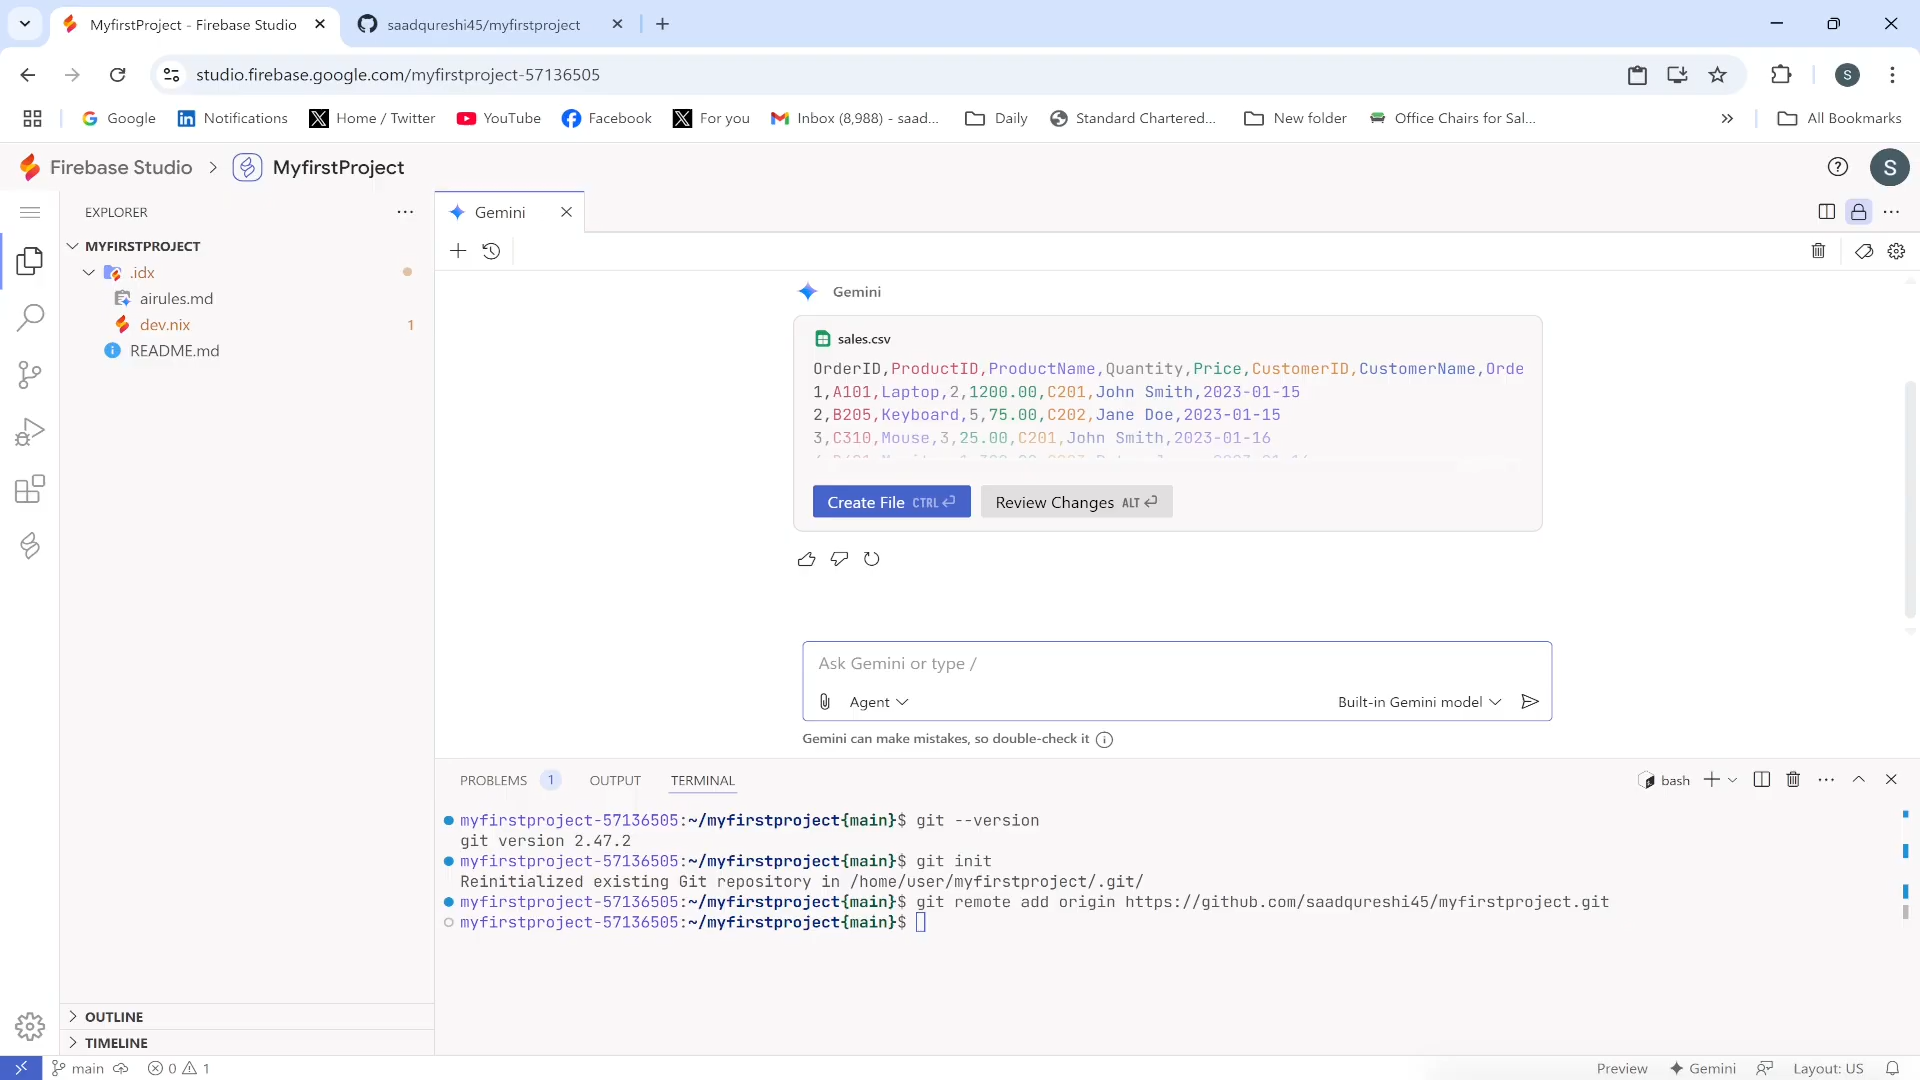 MyfirstProject - Firebase Studio
saadqureshi45/myfirstproject
studio.firebase.google.com/myfirstproject-57136505
S
Google
Notifications
Home / Twitter
YouTube
Facebook
For you
Inbox (8,988) - saad...
Daily
Standard Chartered...
New folder
Office Chairs for Sal...
All Bookmarks
Firebase Studio
MyfirstProject
S
EXPLORER
Gemini
MYFIRSTPROJECT
.idx
airules.md
dev.nix 1
README.md
Gemini
sales.csv
OrderID,ProductID,ProductName,Quantity,Price,CustomerID,CustomerName,Orde
1,A101,Laptop,2,1200.00,C201,John Smith,2023-01-15
2,B205,Keyboard,5,75.00,C202,Jane Doe,2023-01-15
3,C310,Mouse,3,25.00,C201,John Smith,2023-01-16
Create File CTRL
Review Changes ALT
Ask Gemini or type /
Agent
Built-in Gemini model
Gemini can make mistakes, so double-check it
PROBLEMS 1
OUTPUT
TERMINAL
bash
myfirstproject-57136505:~/myfirstproject{main}$ git --version
git version 2.47.2
myfirstproject-57136505:~/myfirstproject{main}$ git init
Reinitialized existing Git repository in /home/user/myfirstproject/.git/
myfirstproject-57136505:~/myfirstproject{main}$ git remote add origin https://github.com/saadqureshi45/myfirstproject.git
myfirstproject-57136505:~/myfirstproject{main}$
OUTLINE
TIMELINE
main
0
1
Preview
Gemini
Layout: US